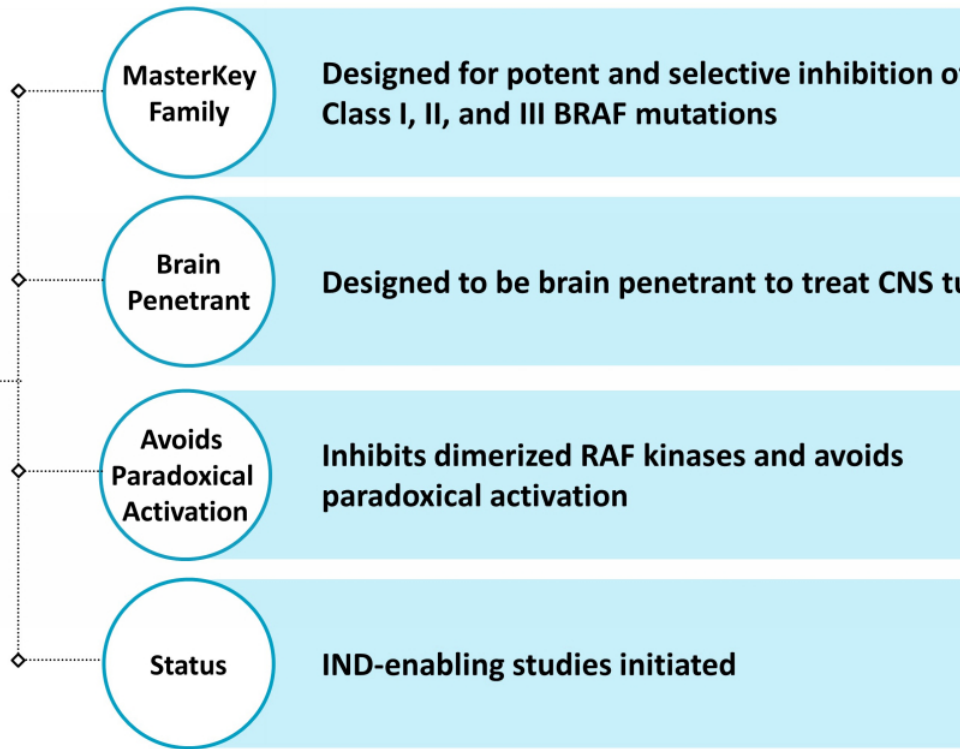 MasterKey
Family
Designed for potent and selective inhibition of
Class I, II, and III BRAF mutations
Brain
Penetrant
Designed to be brain penetrant to treat CNS
Avoids
Paradoxical
Activation
Inhibits dimerized RAF kinases and avoids
paradoxical activation
Status
IND-enabling studies initiated